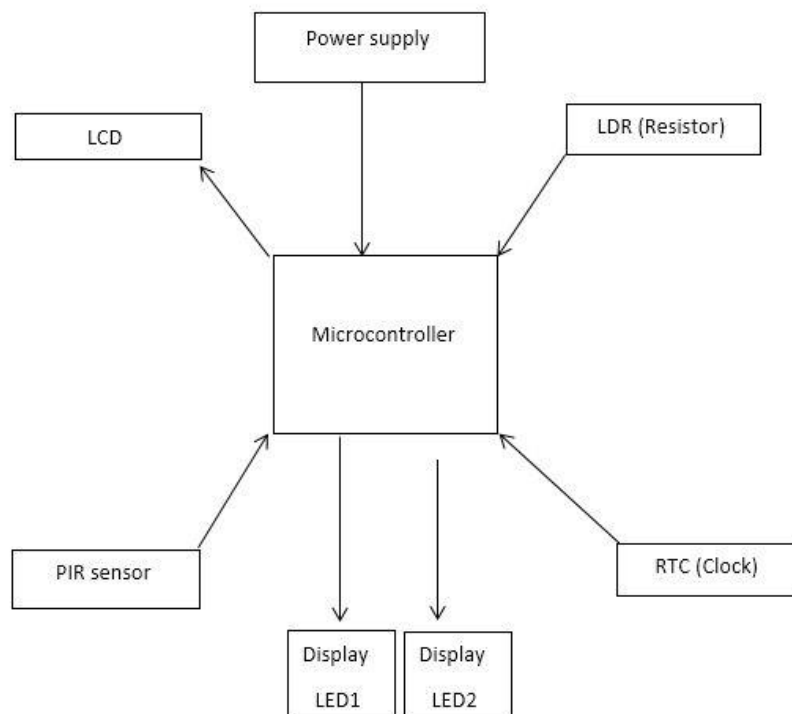 Power supply
LCD
LDR (Resistor)
Microcontroller
PIR sensor
RTC (Clock)
Display
LED1
Display
LED2